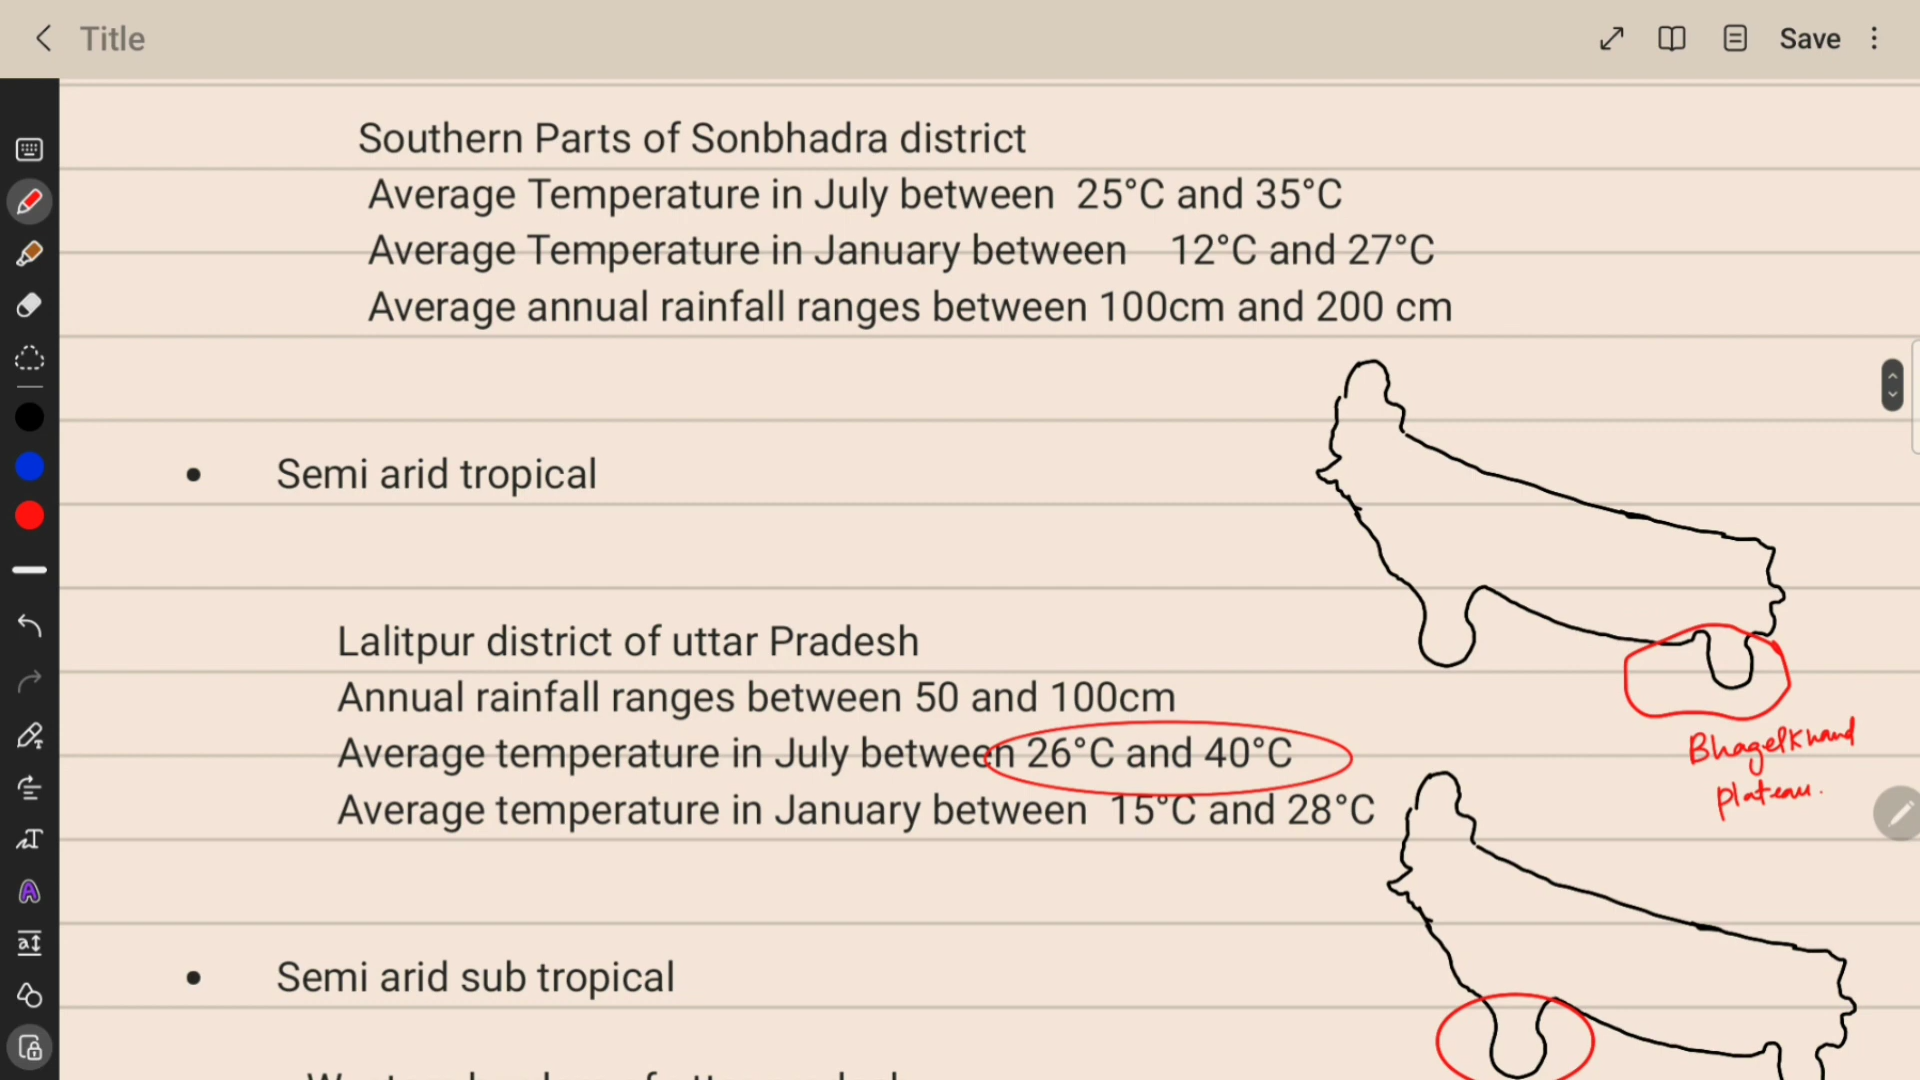 Title
Save
Southern Parts of Sonbhadra district
Average Temperature in July between 25°C and 35°C
Average Temperature in January between 12°C and 27°C
Average annual rainfall ranges between 100cm and 200 cm
• Semi arid tropical
Lalitpur district of uttar Pradesh
Annual rainfall ranges between 50 and 100cm
Average temperature in July between 26°C and 40°C
Average temperature in January between 15°C and 28°C
Bhagelkhand
plateau.
• Semi arid sub tropical